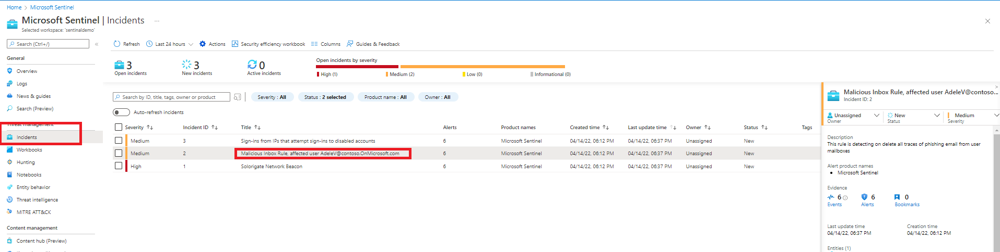 Home > Microsoft Sentinel
Microsoft Sentinel | Incidents ...
Selected workspace: 'sentinaldemo'
Search (Ctrl+/) «
General
Overview
Logs
News & guides
Search (Preview)
Threat management
Incidents
Workbooks
Hunting
Notebooks
Entity behavior
Threat intelligence
MITRE ATT&CK
Content management
Content hub (Preview)
Refresh Last 24 hours Actions Security efficiency workbook Columns Guides & Feedback
3 Open incidents
3 New incidents
0 Active incidents
Open incidents by severity
High (1) Medium (2) Low (0) Informational (0)
Search by ID, title, tags, owner or product Severity : All Status : 2 selected Product name : All Owner : All
Auto-refresh incidents
Severity Incident ID Title Alerts Product names Created time Last update time Owner Status Tags
Medium 3 Sign-ins from IPs that attempt sign-ins to disabled accounts 6 Microsoft Sentinel 04/14/22, 06:12 PM 04/14/22, 06:37 PM Unassigned New
Medium 2 Malicious Inbox Rule, affected user AdeleV@contoso.OnMicrosoft.com 6 Microsoft Sentinel 04/14/22, 06:12 PM 04/14/22, 06:37 PM Unassigned New
High 1 Solorigate Network Beacon 6 Microsoft Sentinel 04/14/22, 06:12 PM 04/14/22, 06:37 PM Unassigned New
»
Malicious Inbox Rule, affected user AdeleV@contoso...
Incident ID: 2
Unassigned New Medium
Owner Status Severity
Description
This rule is detecting on delete all traces of phishing email from user
mailboxes
Alert product names
• Microsoft Sentinel
Evidence
6 6 0
Events Alerts Bookmarks
Last update time Creation time
04/14/22, 06:37 PM 04/14/22, 06:12 PM
Entities (1)